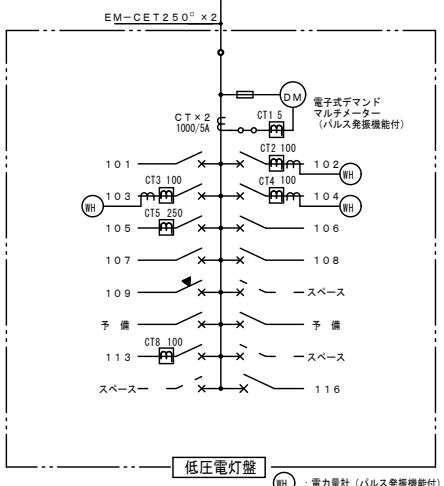 EM-CET250□ ×2
DM
電子式デマンド
マルチメーター
(パルス発振機能付)
CT×2
1000/5A
CT1 5
101
CT2 100
102
WH
CT3 100
103
WH
CT4 100
104
WH
CT5 250
105
106
107
108
109
スペース
予 備
予 備
CT8 100
113
スペース
スペース
116
低圧電灯盤
WH :電力量計(パルス発振機能付)